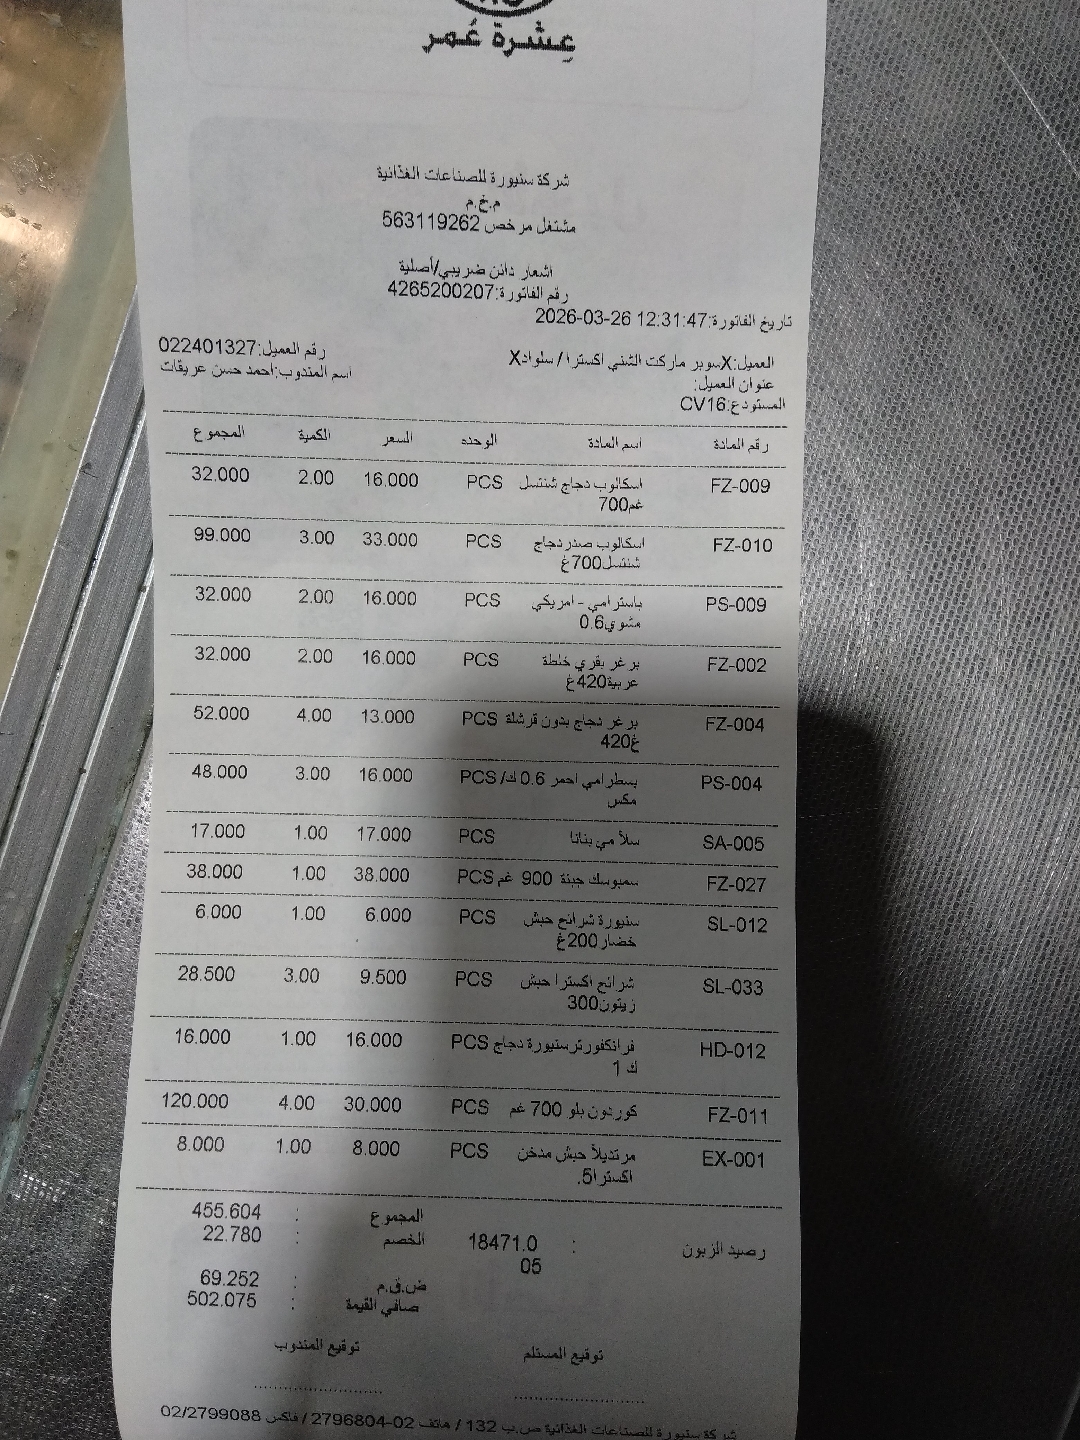 عِشرة عُمر
شركة سنيورة للصناعات الغذائية
م.خ.م
مشتغل مرخص 563119262
اشعار دائن ضريبي/أصلية
رقم الفاتورة:4265200207
تاريخ الفاتورة:47:12:31 26-03-2026
العميل:Xسوبر ماركت الشني اكسترا / سلوادX
رقم العميل:022401327
عنوان العميل:
اسم المندوب:احمد حسن عريقات
المستودع:CV16
رقم المادة اسم المادة الوحده السعر الكمية المجموع
FZ-009 اسكالوب دجاج شنتسل PCS 16.000 2.00 32.000
700غم
FZ-010 اسكالوب صدر دجاج PCS 33.000 3.00 99.000
شنتسل700غ
PS-009 باسترامي - امريكي PCS 16.000 2.00 32.000
مشوي0.6
FZ-002 برغر بقري خلطة PCS 16.000 2.00 32.000
عربية420غ
FZ-004 برغر دجاج بدون قرشلة PCS 13.000 4.00 52.000
420غ
PS-004 بسطرامي احمر 0.6 ك/ PCS 16.000 3.00 48.000
مكس
SA-005 سلامي بنانا PCS 17.000 1.00 17.000
FZ-027 سمبوسك جبنة 900 غم PCS 38.000 1.00 38.000
SL-012 سنيورة شرائح حبش PCS 6.000 1.00 6.000
خضار200غ
SL-033 شرائح اكسترا حبش PCS 9.500 3.00 28.500
زيتون300
HD-012 فرانكفورترسنيورة دجاج PCS 16.000 1.00 16.000
1 ك
FZ-011 كوردون بلو 700 غم PCS 30.000 4.00 120.000
EX-001 مرتديلا حبش مدخن PCS 8.000 1.00 8.000
اكسترا5.
المجموع : 455.604
رصيد الزبون : 18471.0
05
الخصم : 22.780
ض.ق.م : 69.252
صافي القيمة : 502.075
توقيع المستلم توقيع المندوب
شركة سنيورة للصناعات الغذائية ص.ب 132 / هاتف 02-2796804 / فاكس 02/2799088